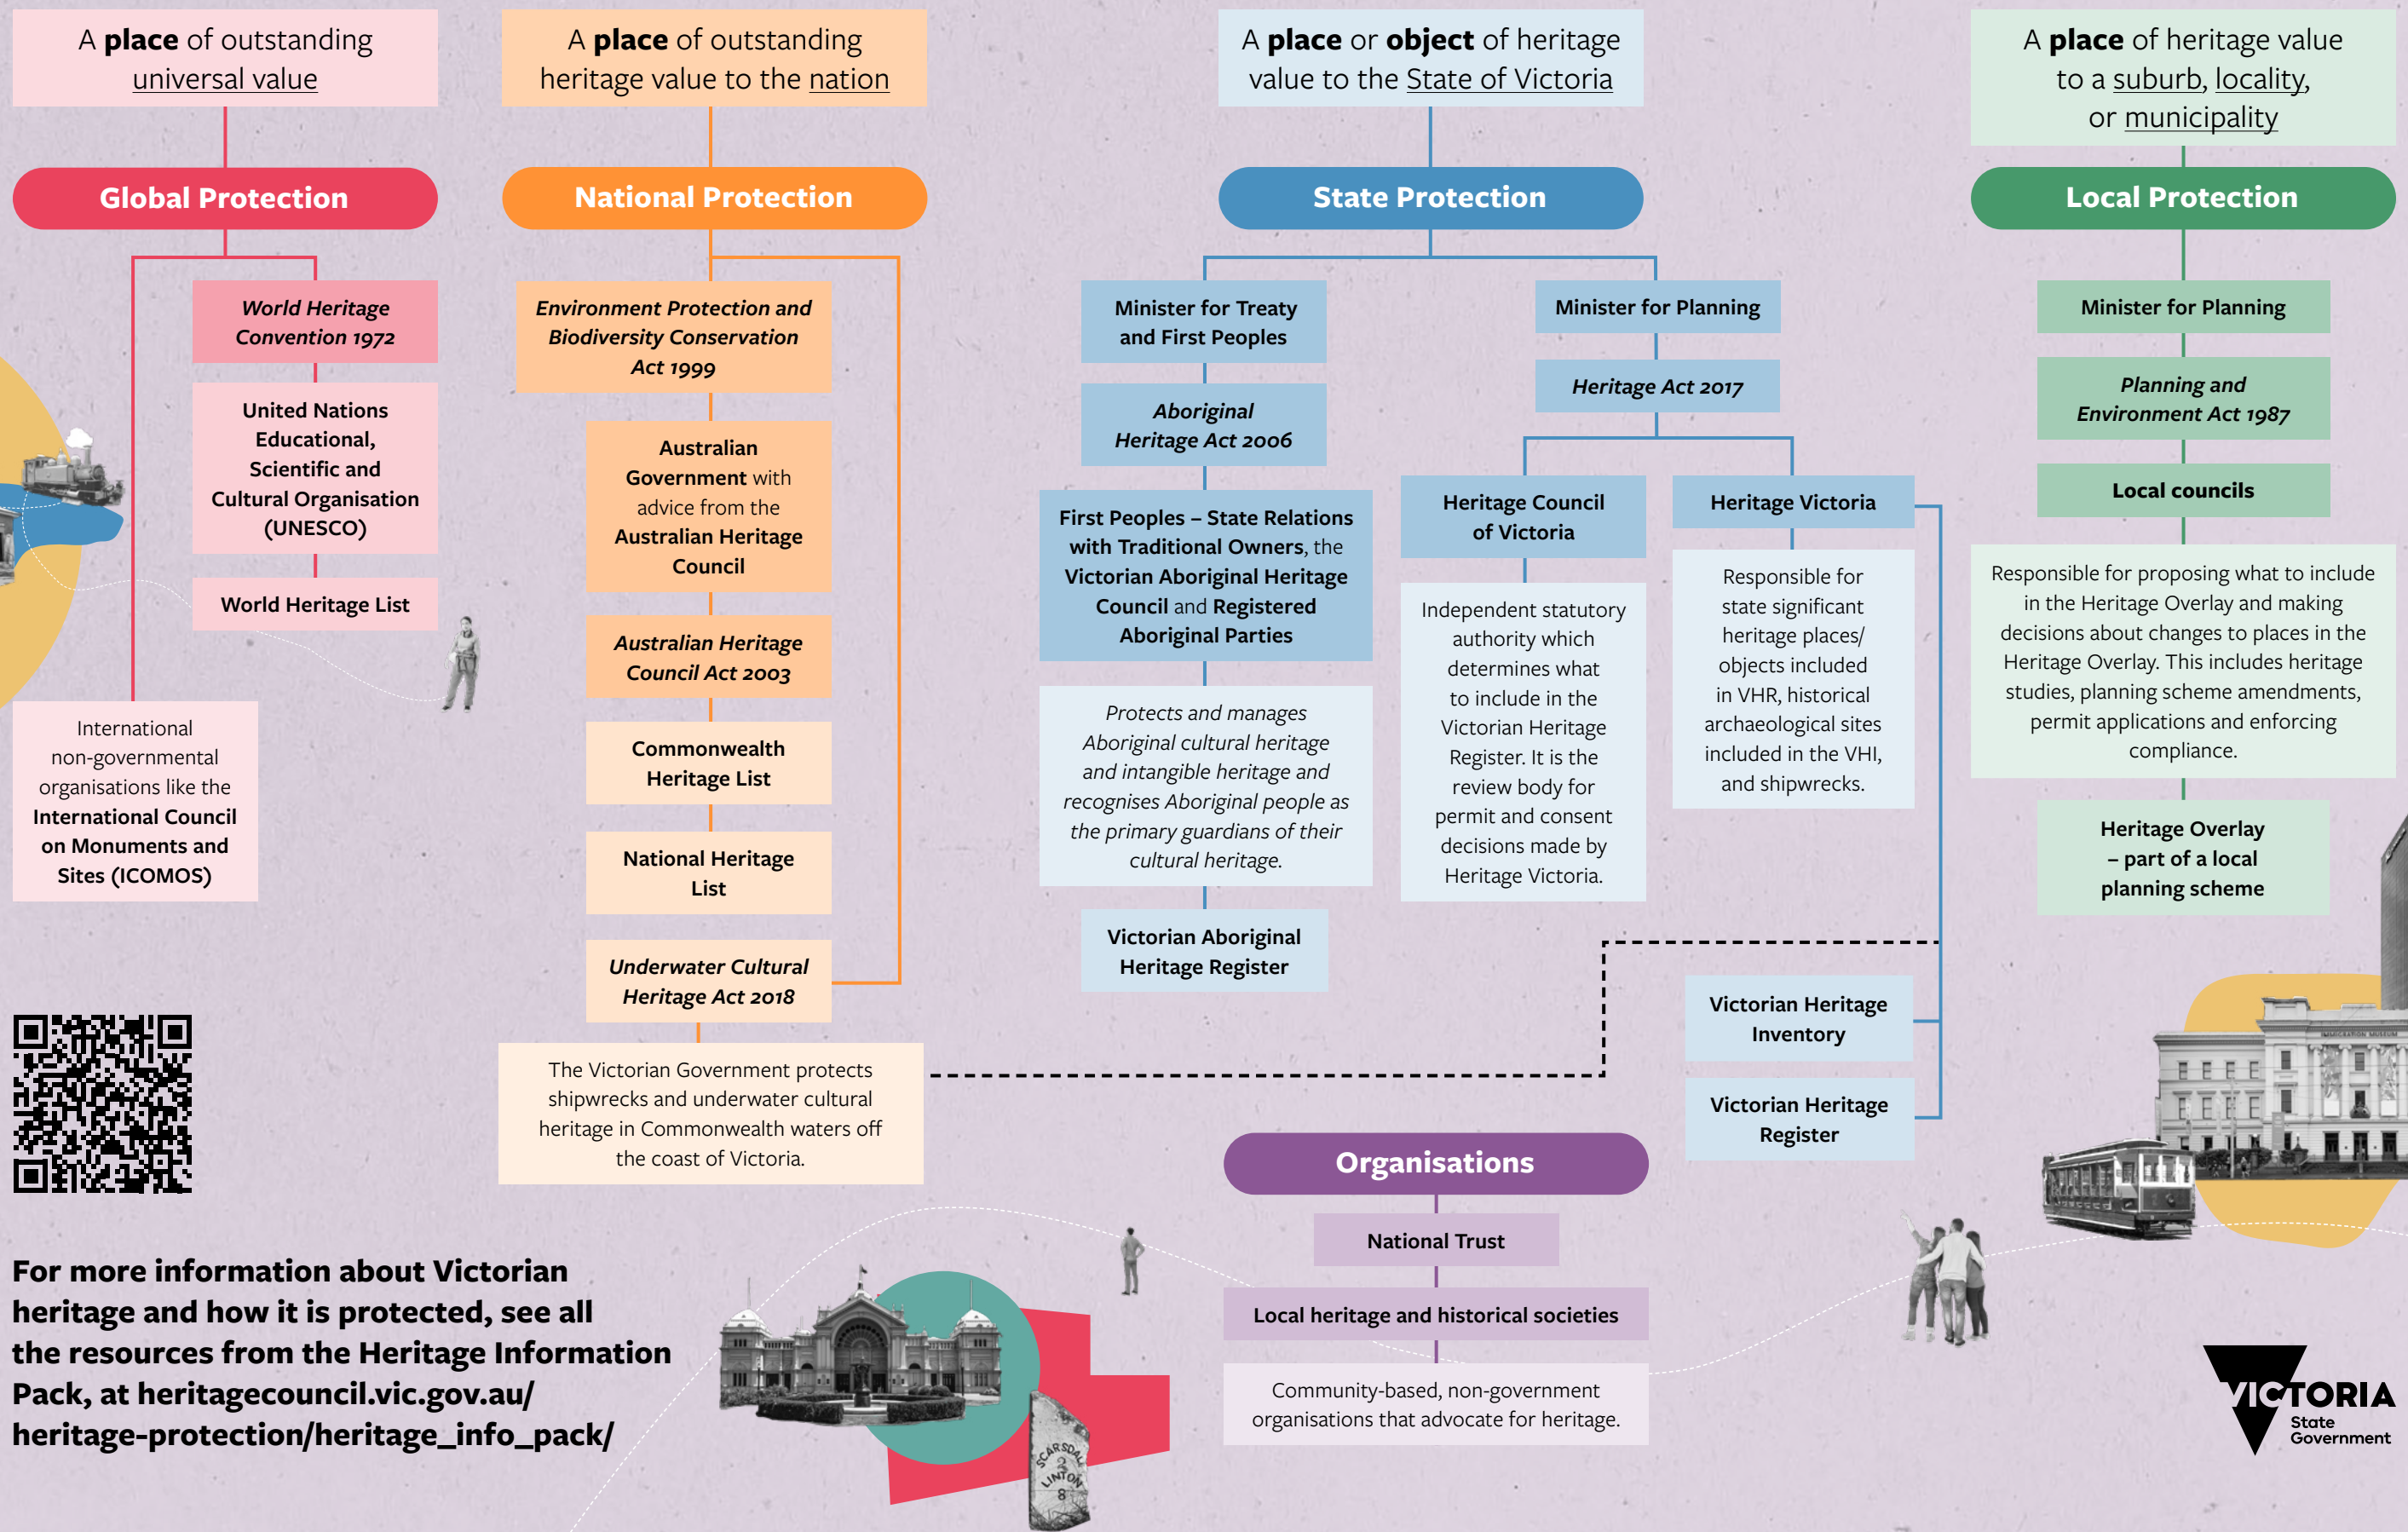 A place of outstanding
universal value
Global Protection
World Heritage
Convention 1972
United Nations
Educational,
Scientific and
Cultural Organisation
(UNESCO)
World Heritage List
International
non-governmental
organisations like the
International Council
on Monuments and
Sites (ICOMOS)
A place of outstanding
heritage value to the nation
National Protection
Environment Protection and
Biodiversity Conservation
Act 1999
Australian
Government with
advice from the
Australian Heritage
Council
Australian Heritage
Council Act 2003
Commonwealth
Heritage List
National Heritage
List
Underwater Cultural
Heritage Act 2018
The Victorian Government protects
shipwrecks and underwater cultural
heritage in Commonwealth waters off
the coast of Victoria.
A place or object of heritage
value to the State of Victoria
State Protection
Minister for Treaty
and First Peoples
Aboriginal
Heritage Act 2006
First Peoples – State Relations
with Traditional Owners, the
Victorian Aboriginal Heritage
Council and Registered
Aboriginal Parties
Protects and manages
Aboriginal cultural heritage
and intangible heritage and
recognises Aboriginal people as
the primary guardians of their
cultural heritage.
Victorian Aboriginal
Heritage Register
Minister for Planning
Heritage Act 2017
Heritage Council
of Victoria
Independent statutory
authority which
determines what
to include in the
Victorian Heritage
Register. It is the
review body for
permit and consent
decisions made by
Heritage Victoria.
Heritage Victoria
Responsible for
state significant
heritage places/
objects included
in VHR, historical
archaeological sites
included in the VHI,
and shipwrecks.
Victorian Heritage
Inventory
Victorian Heritage
Register
A place of heritage value
to a suburb, locality,
or municipality
Local Protection
Minister for Planning
Planning and
Environment Act 1987
Local councils
Responsible for proposing what to include
in the Heritage Overlay and making
decisions about changes to places in the
Heritage Overlay. This includes heritage
studies, planning scheme amendments,
permit applications and enforcing
compliance.
Heritage Overlay
– part of a local
planning scheme
IMMIGRATION MUSEUM
Organisations
National Trust
Local heritage and historical societies
Community-based, non-government
organisations that advocate for heritage.
For more information about Victorian
heritage and how it is protected, see all
the resources from the Heritage Information
Pack, at heritagecouncil.vic.gov.au/
heritage-protection/heritage_info_pack/
SCARSDALE
2
LINTON
8
VICTORIA
State
Government